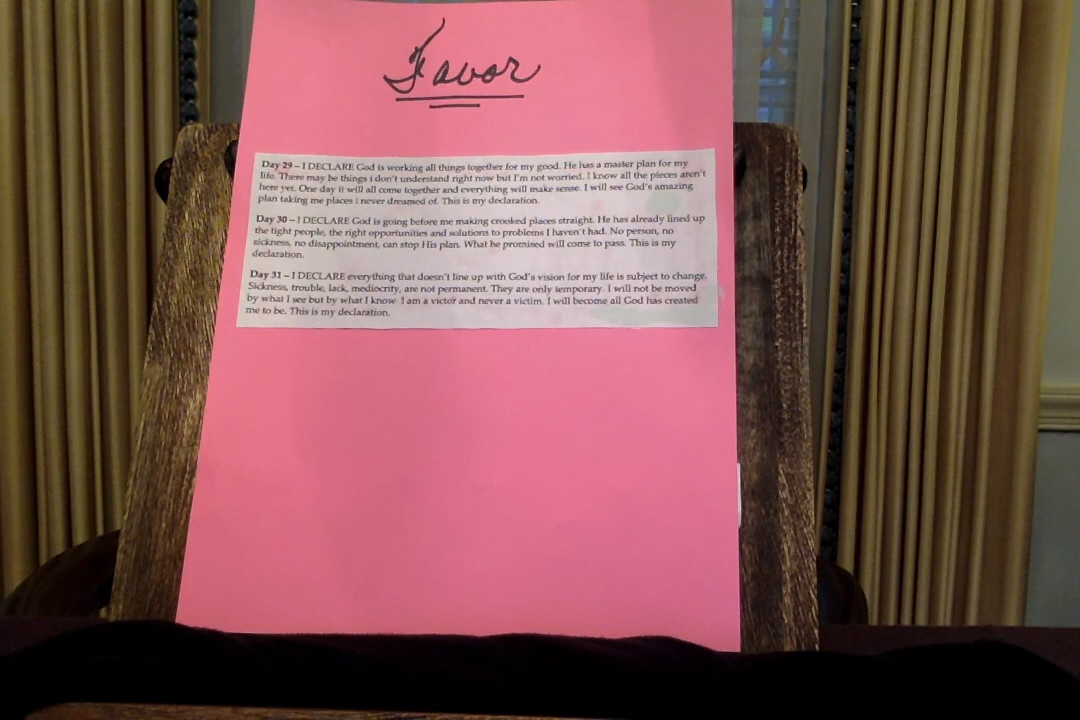 Favor
Day 29 – I DECLARE God is working all things together for my good. He has a master plan for my
life. There may be things i don't understand right now but I'm not worried. I know all the pieces aren't
here yet. One day it will all come together and everything will make sense. I will see God's amazing
plan taking me places i never dreamed of. This is my declaration.
Day 30 – I DECLARE God is going before me making crooked places straight. He has already lined up
the tight people, the right opportunities and solutions to problems I haven't had. No person, no
sickness, no disappointment, can stop His plan. What he promised will come to pass. This is my
declaration.
Day 31 – I DECLARE everything that doesn't line up with God's vision for my life is subject to change.
Sickness, trouble, lack, mediocrity, are not permanent. They are only temporary. I will not be moved
by what I see but by what I know. I am a victor and never a victim. I will become all God has created
me to be. This is my declaration.